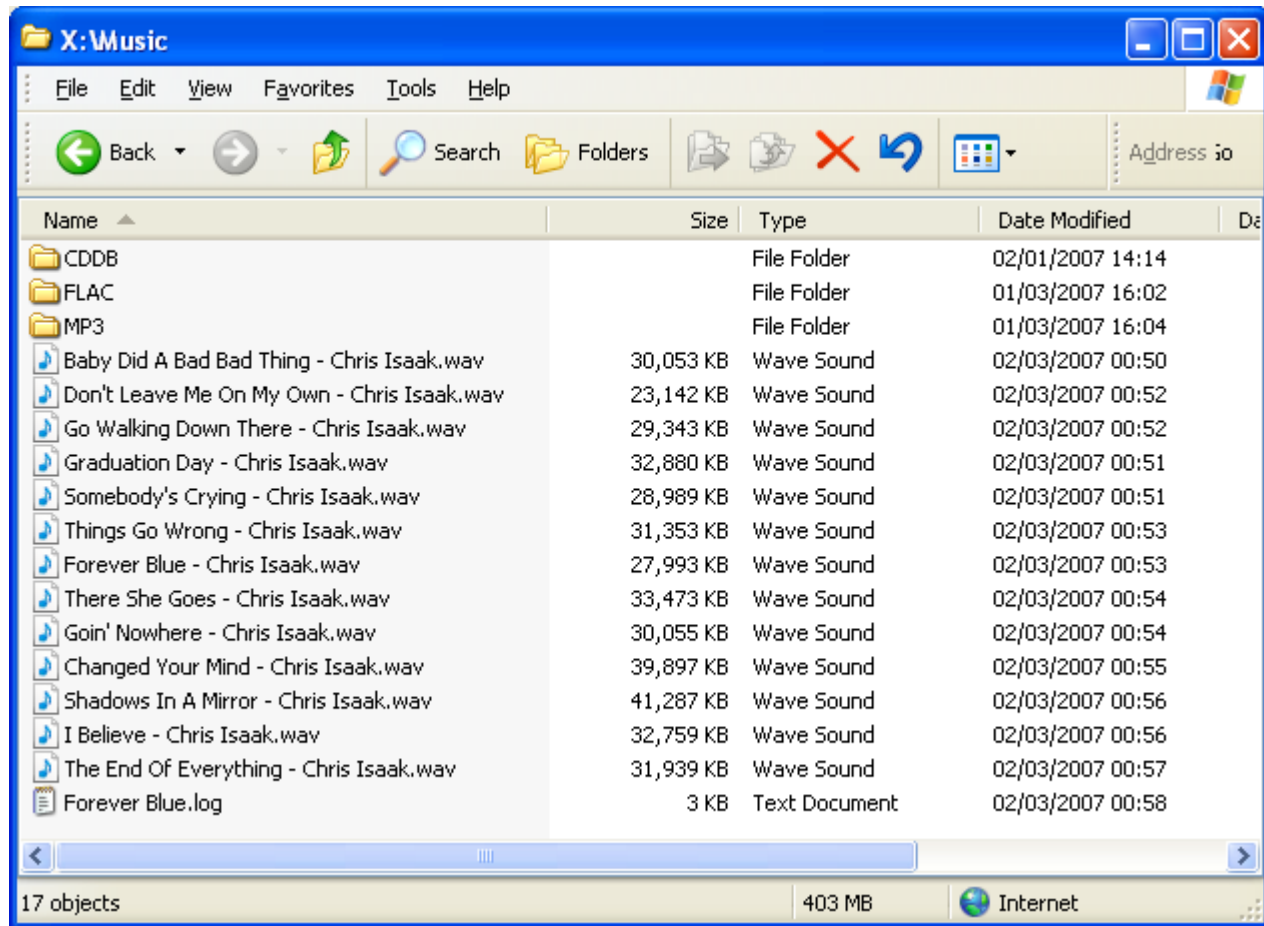 X:\Music
File Edit View Favorites Tools Help
Back Search Folders Address Go
Name Size Type Date Modified Da
CDDB File Folder 02/01/2007 14:14
FLAC File Folder 01/03/2007 16:02
MP3 File Folder 01/03/2007 16:04
Baby Did A Bad Bad Thing - Chris Isaak.wav 30,053 KB Wave Sound 02/03/2007 00:50
Don't Leave Me On My Own - Chris Isaak.wav 23,142 KB Wave Sound 02/03/2007 00:52
Go Walking Down There - Chris Isaak.wav 29,343 KB Wave Sound 02/03/2007 00:52
Graduation Day - Chris Isaak.wav 32,880 KB Wave Sound 02/03/2007 00:51
Somebody's Crying - Chris Isaak.wav 28,989 KB Wave Sound 02/03/2007 00:51
Things Go Wrong - Chris Isaak.wav 31,353 KB Wave Sound 02/03/2007 00:53
Forever Blue - Chris Isaak.wav 27,993 KB Wave Sound 02/03/2007 00:53
There She Goes - Chris Isaak.wav 33,473 KB Wave Sound 02/03/2007 00:54
Goin' Nowhere - Chris Isaak.wav 30,055 KB Wave Sound 02/03/2007 00:54
Changed Your Mind - Chris Isaak.wav 39,897 KB Wave Sound 02/03/2007 00:55
Shadows In A Mirror - Chris Isaak.wav 41,287 KB Wave Sound 02/03/2007 00:56
I Believe - Chris Isaak.wav 32,759 KB Wave Sound 02/03/2007 00:56
The End Of Everything - Chris Isaak.wav 31,939 KB Wave Sound 02/03/2007 00:57
Forever Blue.log 3 KB Text Document 02/03/2007 00:58
17 objects 403 MB Internet